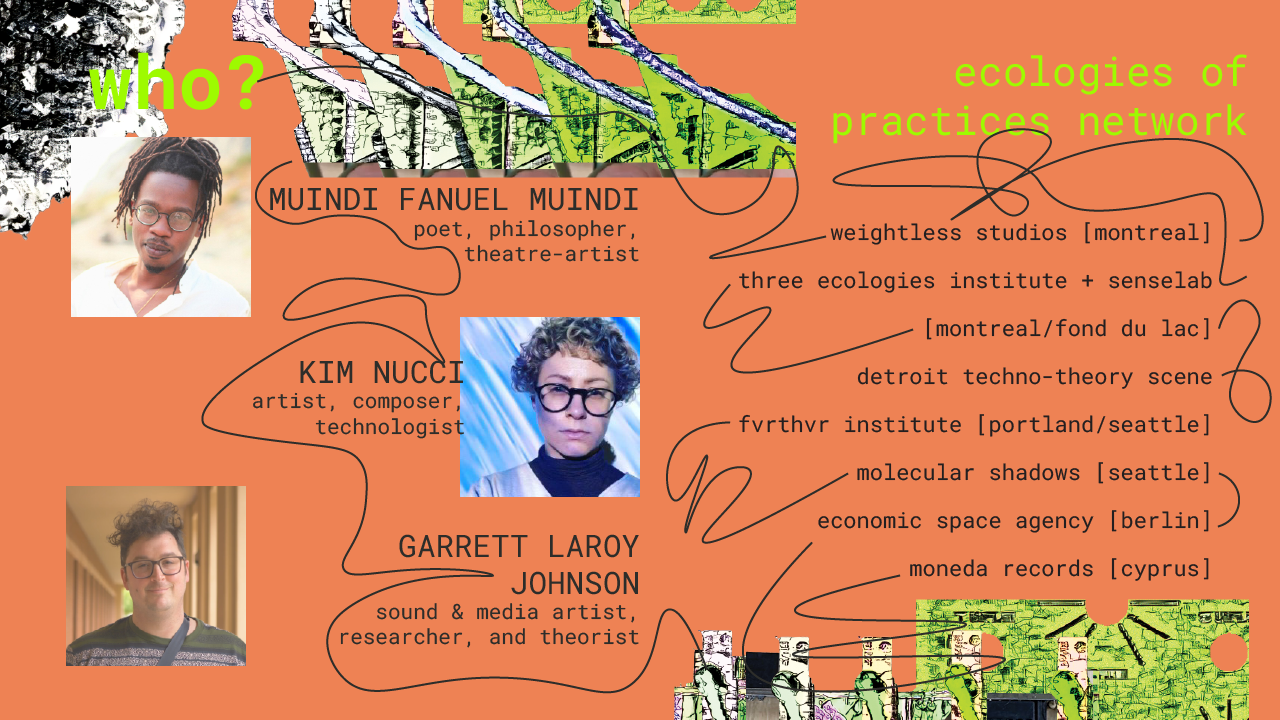 who?
MUINDI FANUEL MUINDI
poet, philosopher,
theatre-artist
KIM NUCCI
artist, composer,
technologist
GARRETT LAROY
JOHNSON
sound & media artist,
researcher, and theorist
ecologies of
practices network
weightless studios [montreal]
three ecologies institute + senselab
[montreal/fond du lac]
detroit techno-theory scene
fvrthvr institute [portland/seattle]
molecular shadows [seattle]
economic space agency [berlin]
moneda records [cyprus]